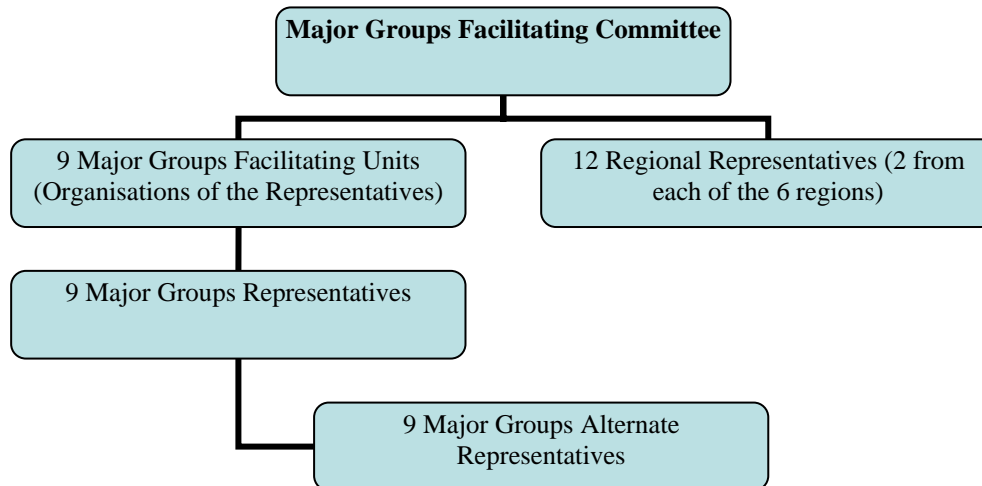 Major Groups Facilitating Committee
9 Major Groups Facilitating Units
(Organisations of the Representatives)
12 Regional Representatives (2 from
each of the 6 regions)
9 Major Groups Representatives
9 Major Groups Alternate
Representatives